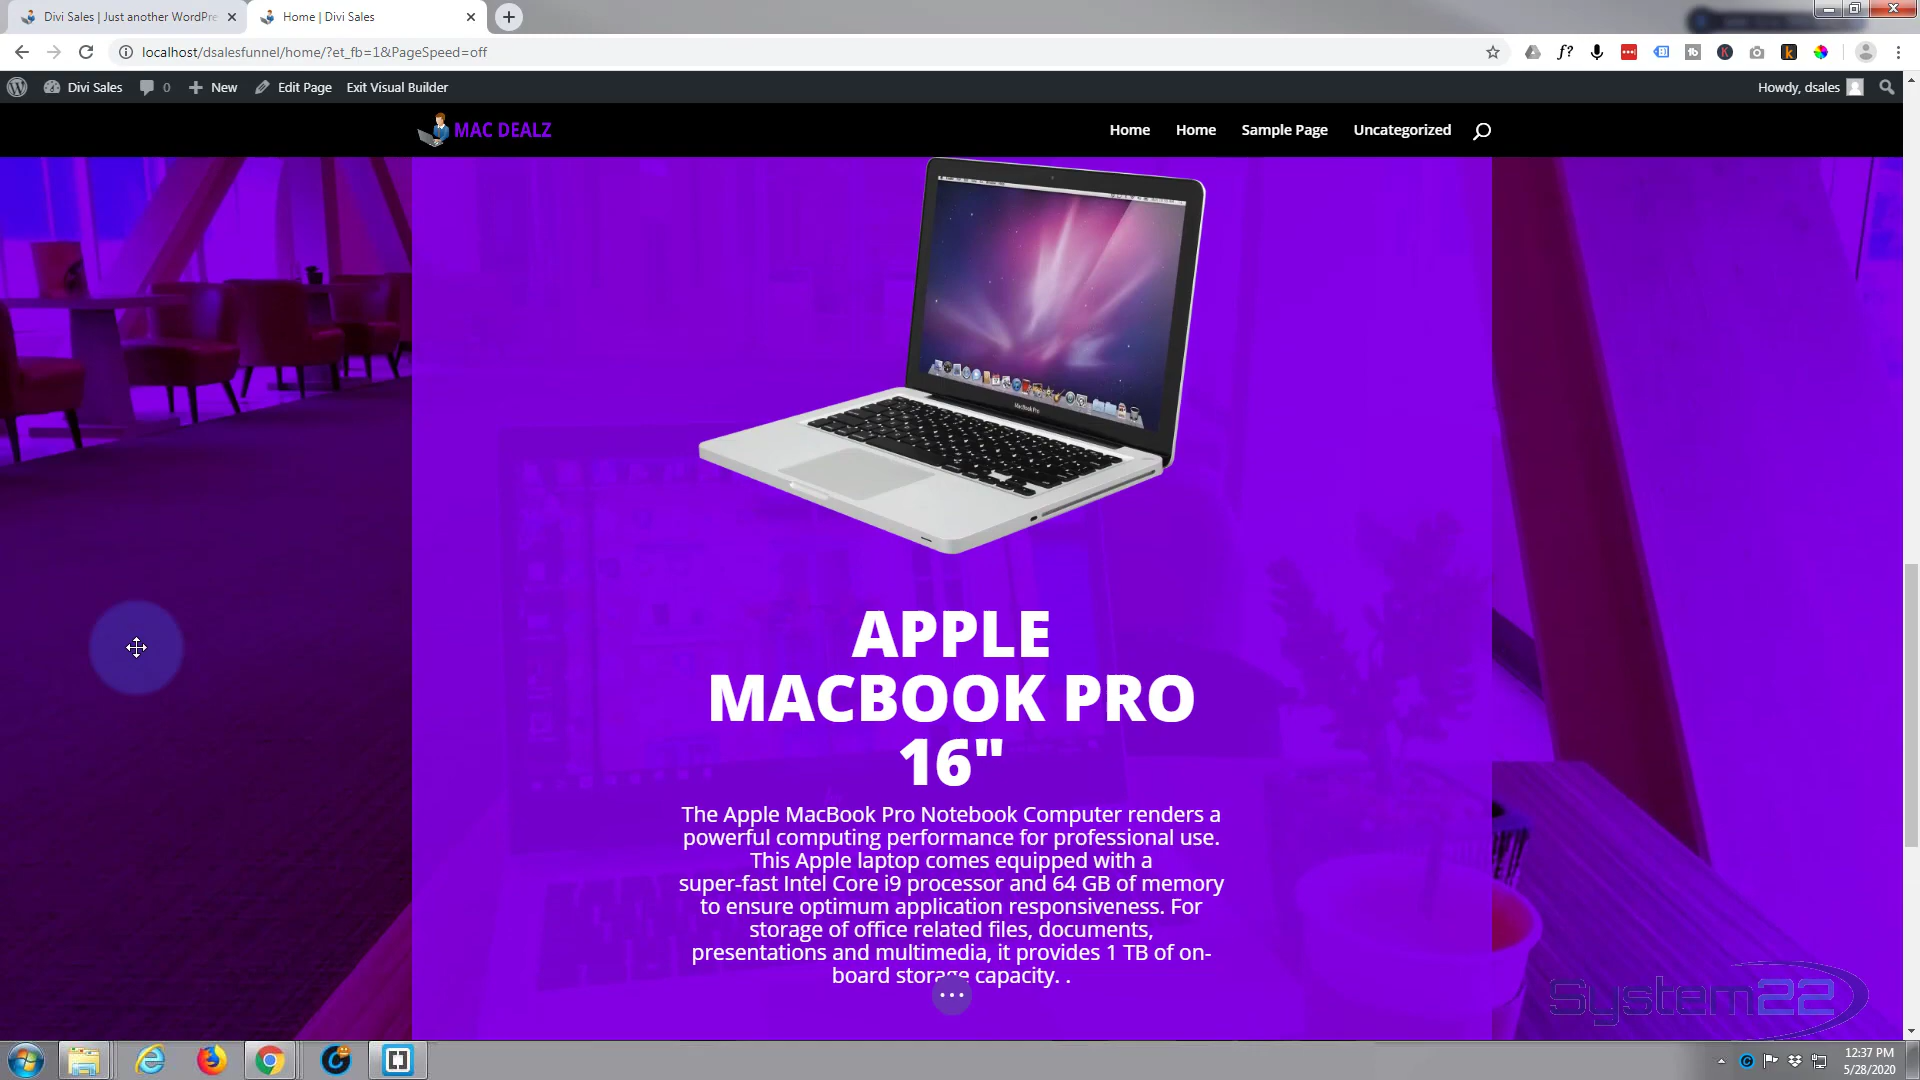 Divi Sales | Just another WordPre
Home | Divi Sales
localhost/dsalesfunnel/home/?et_fb=1&PageSpeed=off
Divi Sales 0 New Edit Page Exit Visual Builder Howdy, dsales
MAC DEALZ
Home Home Sample Page Uncategorized
MacBook Pro
APPLE
MACBOOK PRO
16"
The Apple MacBook Pro Notebook Computer renders a
powerful computing performance for professional use.
This Apple laptop comes equipped with a
super-fast Intel Core i9 processor and 64 GB of memory
to ensure optimum application responsiveness. For
storage of office related files, documents,
presentations and multimedia, it provides 1 TB of on-
board storage capacity. .
System22
12:37 PM
5/28/2020